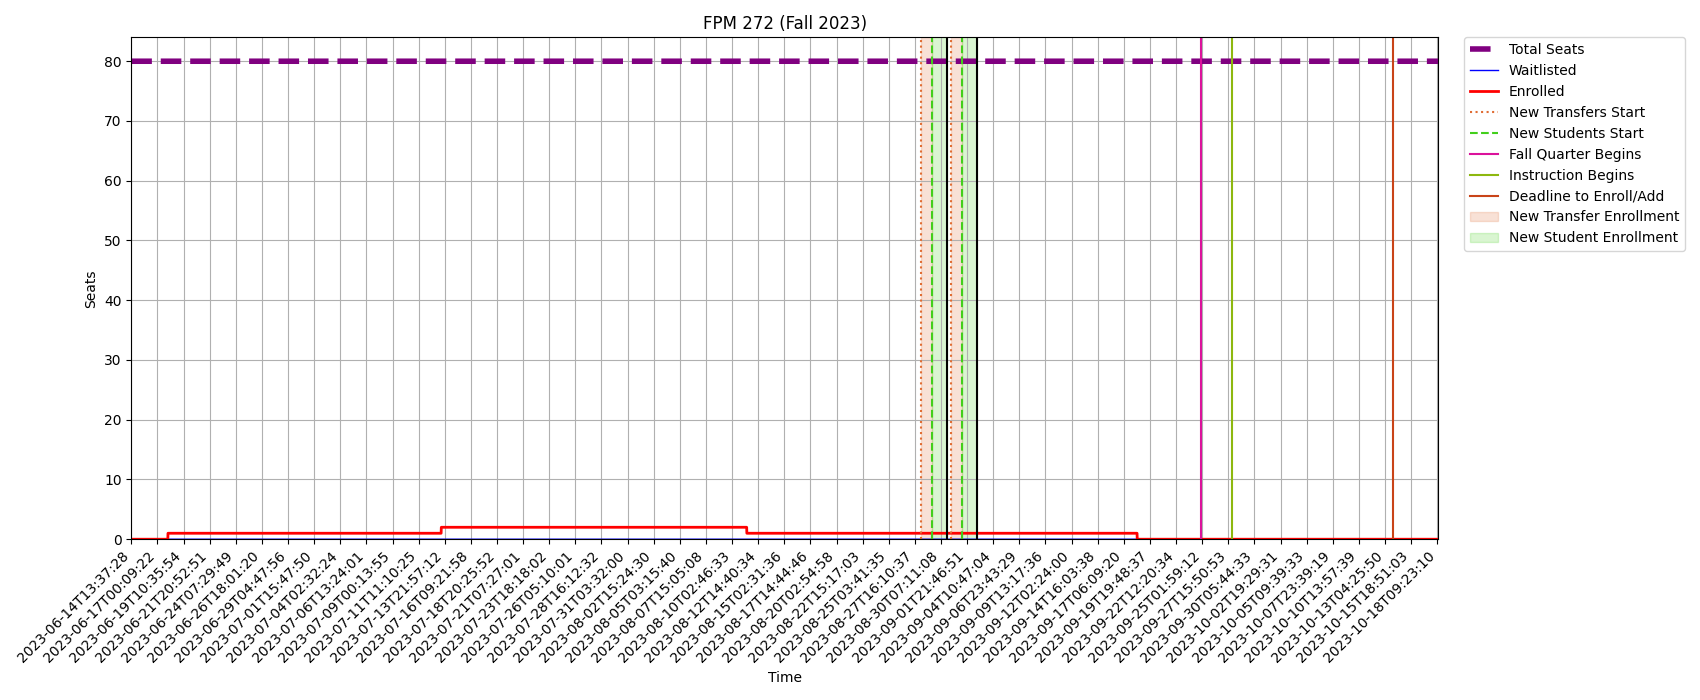 FPM 272 (Fall 2023)
80
70
60
50
40
30
20
10
0
Seats
2023-06-14T13:37:28
2023-06-17T00:09:22
2023-06-19T10:35:54
2023-06-21T20:52:51
2023-06-24T07:29:49
2023-06-26T18:01:20
2023-06-29T04:47:56
2023-07-01T15:47:50
2023-07-04T02:32:24
2023-07-06T13:24:01
2023-07-09T00:13:55
2023-07-11T11:10:25
2023-07-13T21:57:12
2023-07-16T09:21:58
2023-07-18T20:25:52
2023-07-21T07:27:01
2023-07-23T18:18:02
2023-07-26T05:10:01
2023-07-28T16:12:32
2023-07-31T03:32:00
2023-08-02T15:24:30
2023-08-05T03:15:40
2023-08-07T15:05:08
2023-08-10T02:46:33
2023-08-12T14:40:34
2023-08-15T02:31:36
2023-08-17T14:44:46
2023-08-20T02:54:58
2023-08-22T15:17:03
2023-08-25T03:41:35
2023-08-27T16:10:37
2023-08-30T07:11:08
2023-09-01T21:46:51
2023-09-04T10:47:04
2023-09-06T23:43:29
2023-09-09T13:17:36
2023-09-12T02:24:00
2023-09-14T16:03:38
2023-09-17T06:09:20
2023-09-19T19:48:37
2023-09-22T12:20:34
2023-09-25T01:59:12
2023-09-27T15:50:53
2023-09-30T05:44:33
2023-10-02T19:29:31
2023-10-05T09:39:33
2023-10-07T23:39:19
2023-10-10T13:57:39
2023-10-13T04:25:50
2023-10-15T18:51:03
2023-10-18T09:23:10
Time
Total Seats
Waitlisted
Enrolled
New Transfers Start
New Students Start
Fall Quarter Begins
Instruction Begins
Deadline to Enroll/Add
New Transfer Enrollment
New Student Enrollment